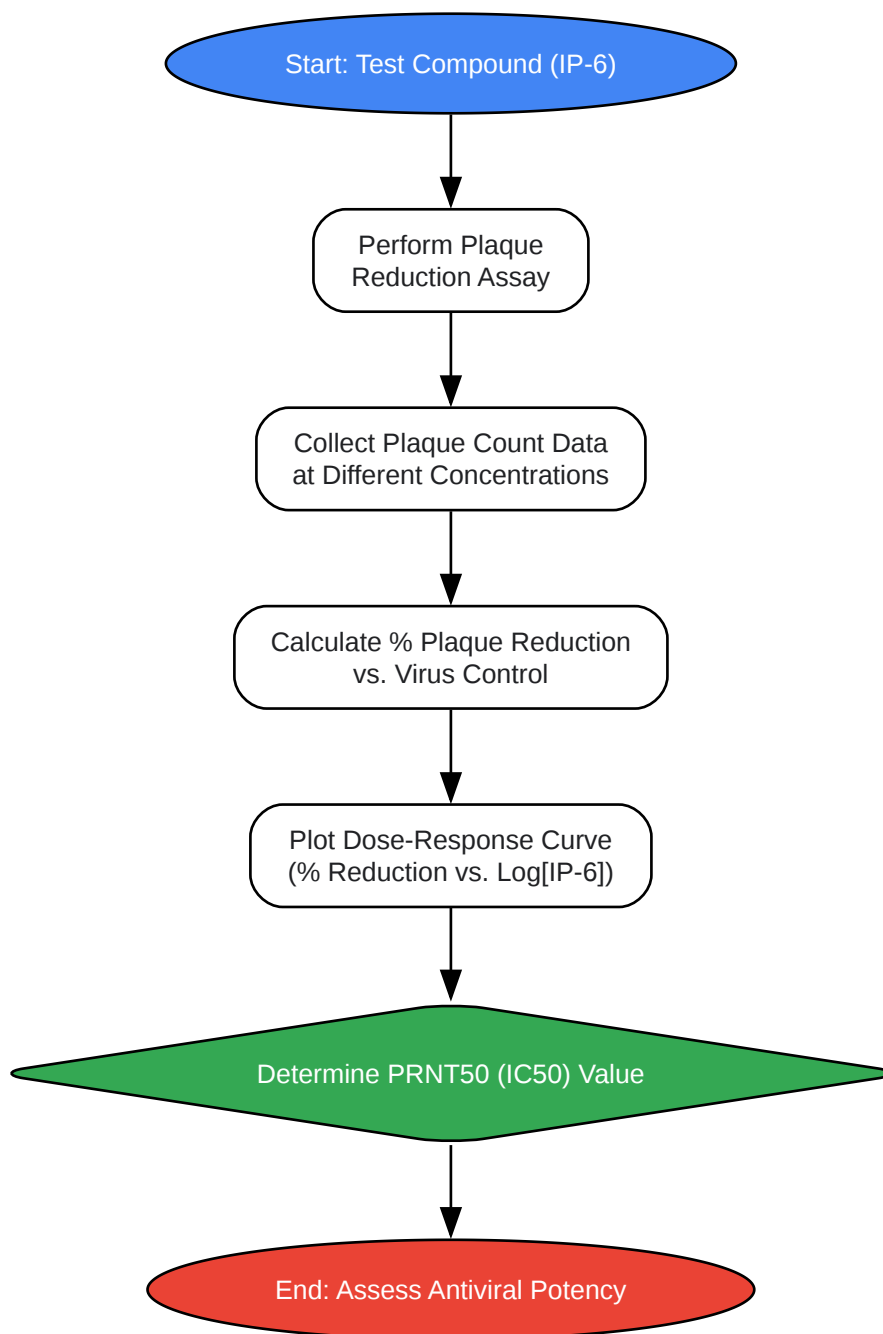 Start: Test Compound (IP-6)
Perform Plaque
Reduction Assay
Collect Plaque Count Data
at Different Concentrations
Calculate % Plaque Reduction
vs. Virus Control
Plot Dose-Response Curve
(% Reduction vs. Log[IP-6])
Determine PRNT50 (IC50) Value
End: Assess Antiviral Potency